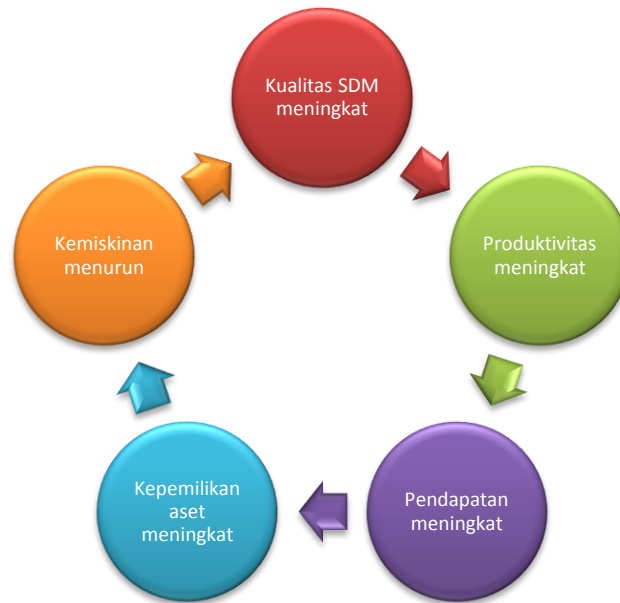 Kualitas SDM
meningkat
Produktivitas
meningkat
Pendapatan
meningkat
Kepemilikan
aset
meningkat
Kemiskinan
menurun